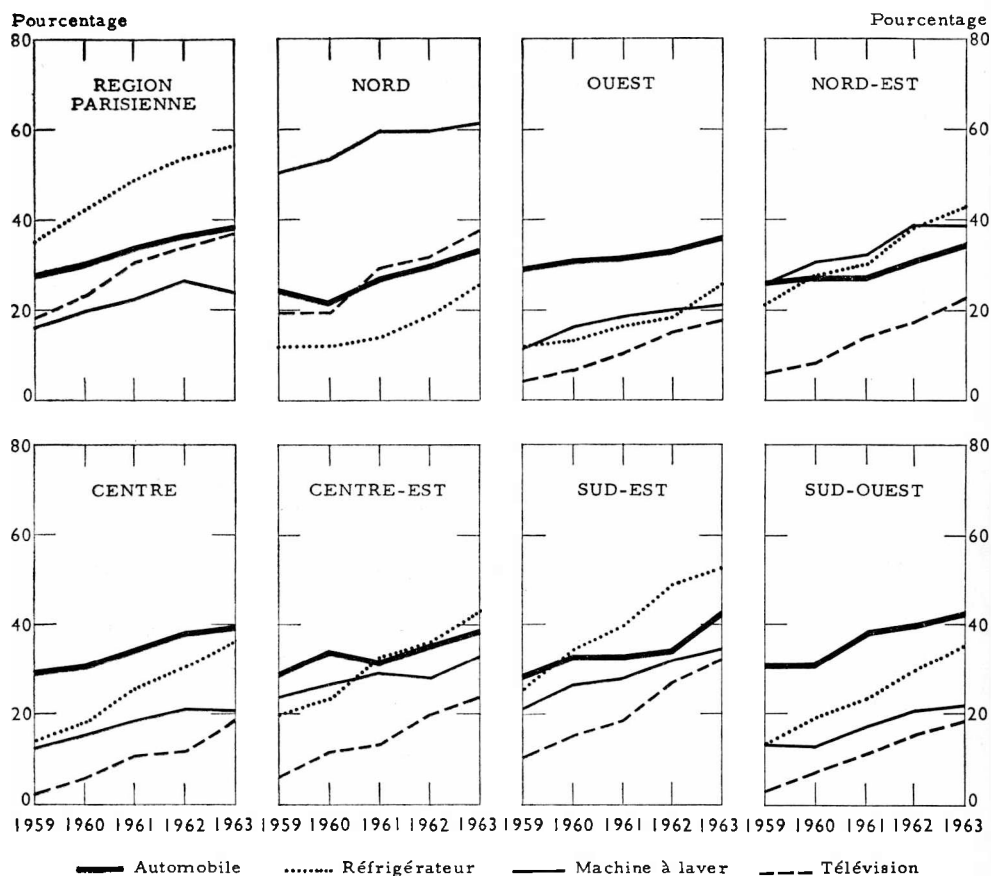 Pourcentage Pourcentage
80 80
REGION PARISIENNE NORD OUEST NORD-EST
60 60
40 40
20 20
0 0
80 80
CENTRE CENTRE-EST SUD-EST SUD-OUEST
60 60
40 40
20 20
0 0
1959 1960 1961 1962 1963 1959 1960 1961 1962 1963 1959 1960 1961 1962 1963 1959 1960 1961 1962 1963
Automobile Réfrigérateur Machine à laver Télévision